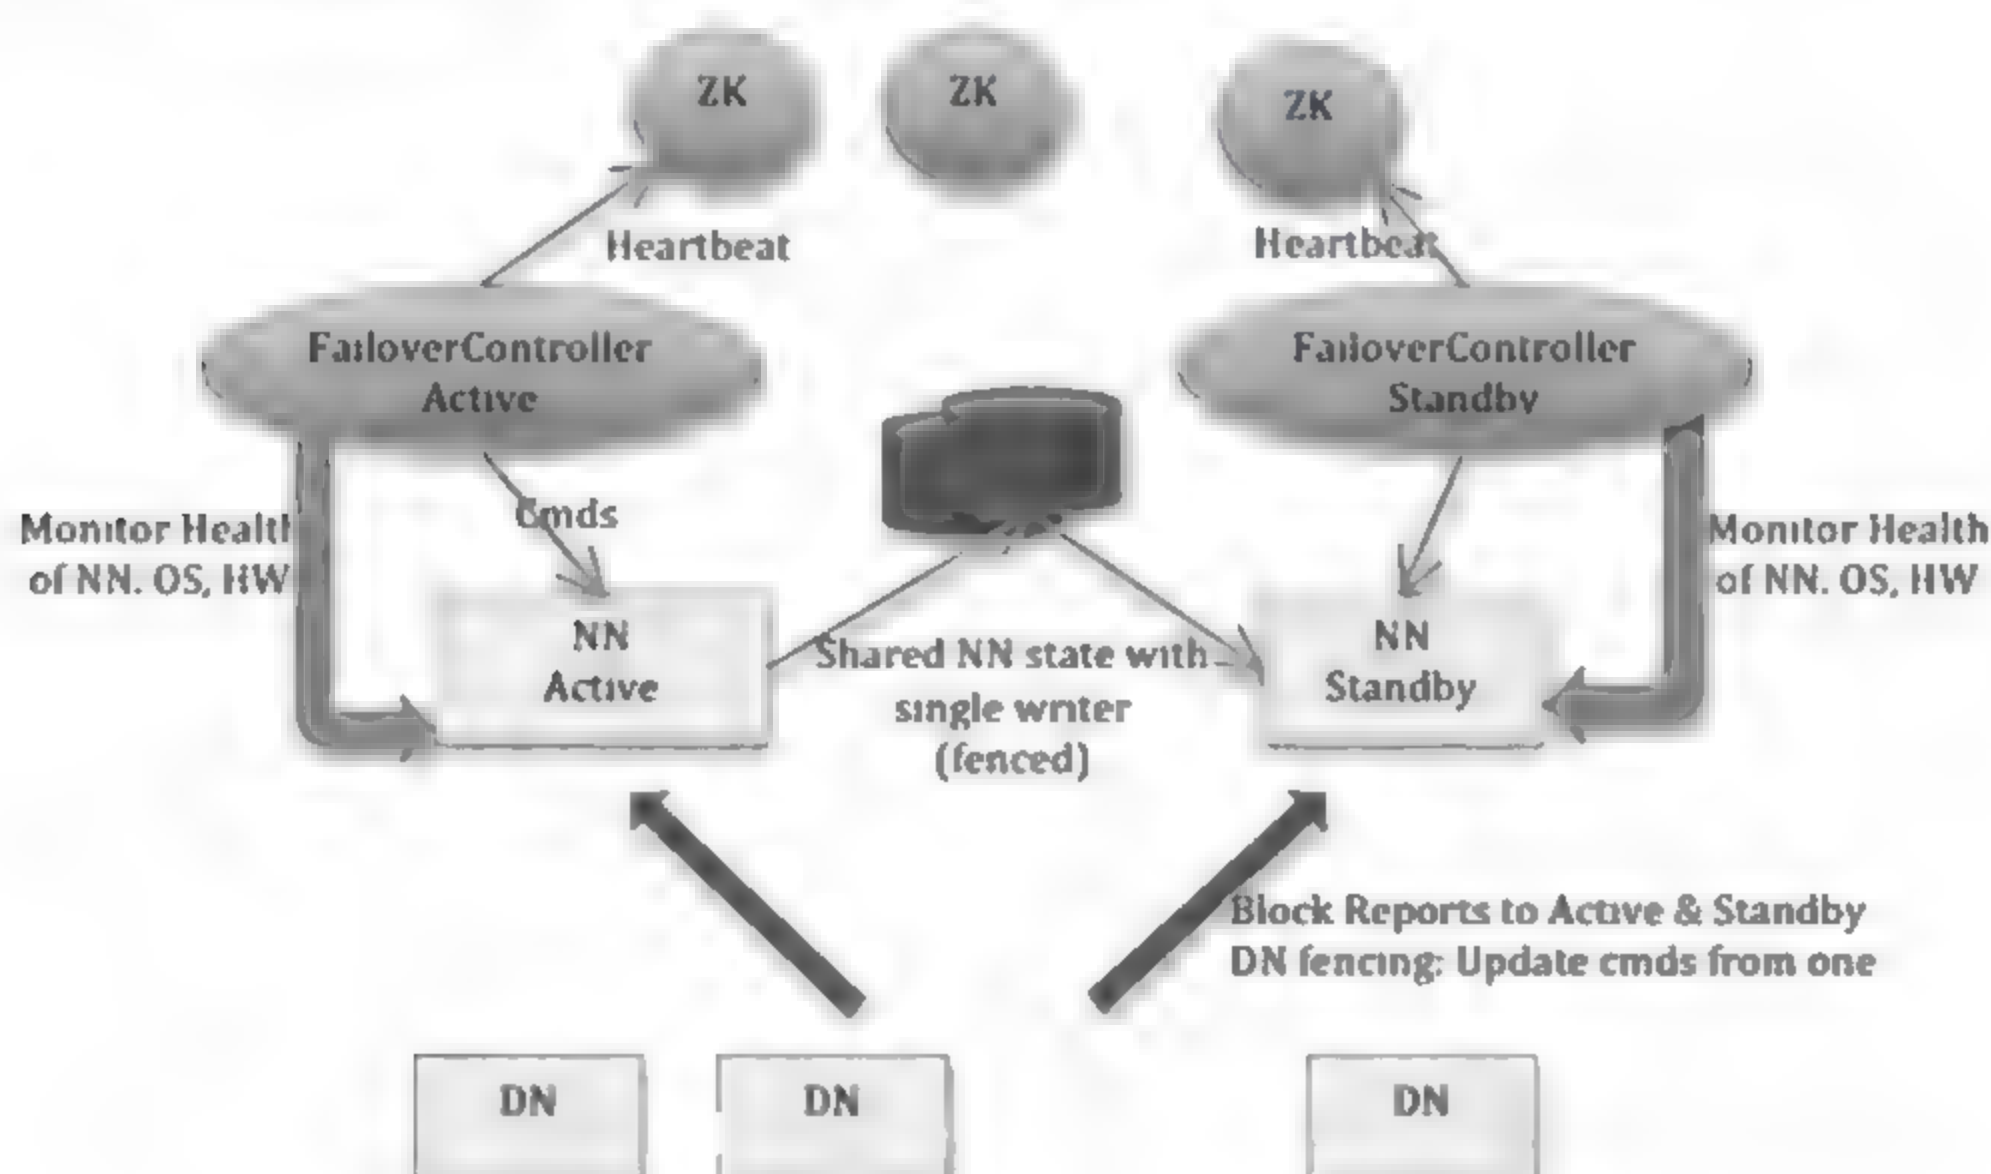 ZK
ZK
ZK
Heartbeat
Heartbeat
FailoverController
Active
FailoverController
Standby
Cmds
Monitor Health
of NN. OS, HW
Monitor Health
of NN. OS, HW
NN
Active
Shared NN state with
single writer
(fenced)
NN
Standby
Block Reports to Active & Standby
DN fencing: Update cmds from one
DN
DN
DN